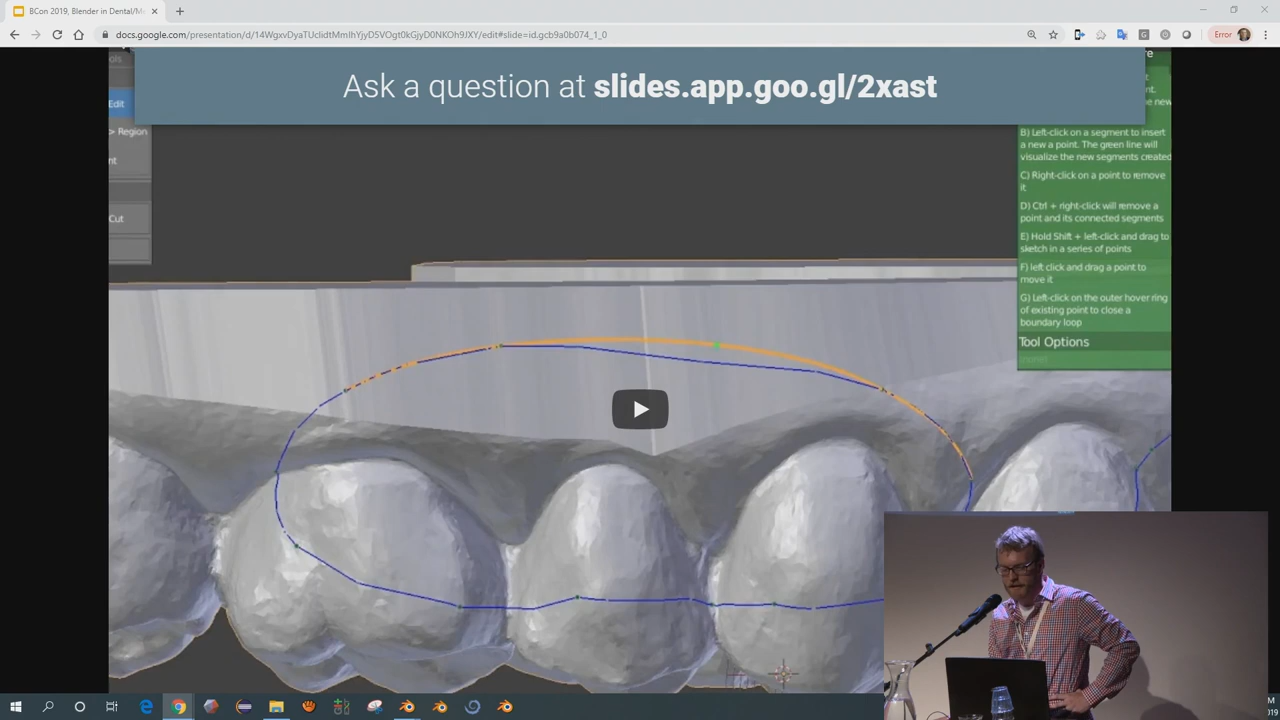 BCon 2019, Blender in Dental/M
docs.google.com/presentation/d/14WgxvDyaTUclidtMmIhYjyD5VOgt0kGjyD0NKOh9JXY/edit#slide=id.gcb9a0b074_1_0
Error
Ask a question at slides.app.goo.gl/2xast
Edit
> Region
Cut
B) Left-click on a segment to insert
a new a point. The green line will
visualize the new segments created
C) Right-click on a point to remove
it
D) Ctrl + right-click will remove a
point and its connected segments
E) Hold Shift + left-click and drag to
sketch in a series of points
F) left click and drag a point to
move it
G) Left-click on the outer hover ring
of existing point to close a
boundary loop
Tool Options